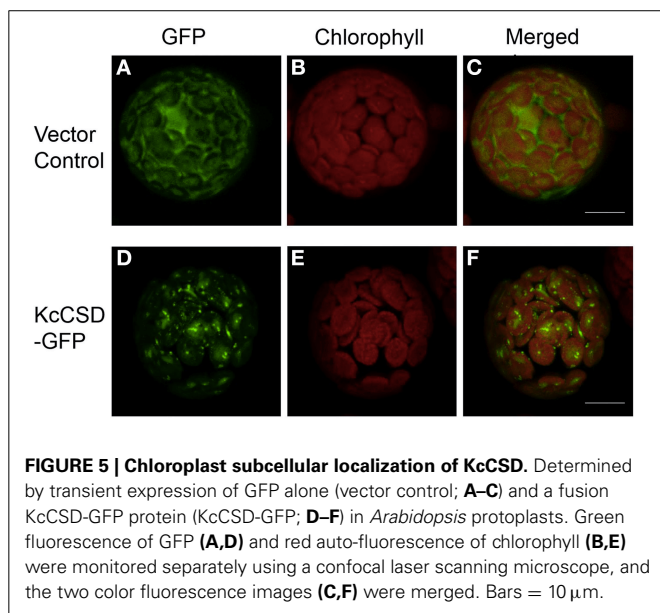 GFP Chlorophyll Merged
A B C
Vector
Control
D E F
KcCSD
-GFP
FIGURE 5 | Chloroplast subcellular localization of KcCSD. Determined
by transient expression of GFP alone (vector control; A–C) and a fusion
KcCSD-GFP protein (KcCSD-GFP; D–F) in Arabidopsis protoplasts. Green
fluorescence of GFP (A,D) and red auto-fluorescence of chlorophyll (B,E)
were monitored separately using a confocal laser scanning microscope, and
the two color fluorescence images (C,F) were merged. Bars = 10 μm.